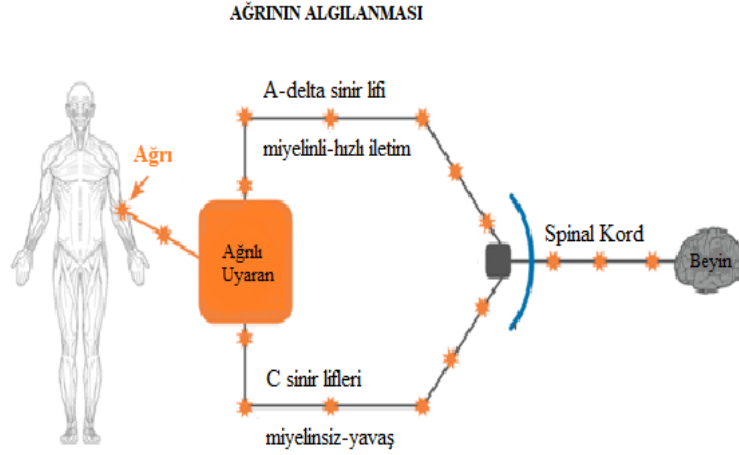 AĞRININ ALGILANMASI
A-delta sinir lifi
miyelinli-hızlı iletim
Ağrı
Ağrılı
Uyaran
Spinal Kord
Beyin
C sinir lifleri
miyelinsiz-yavaş